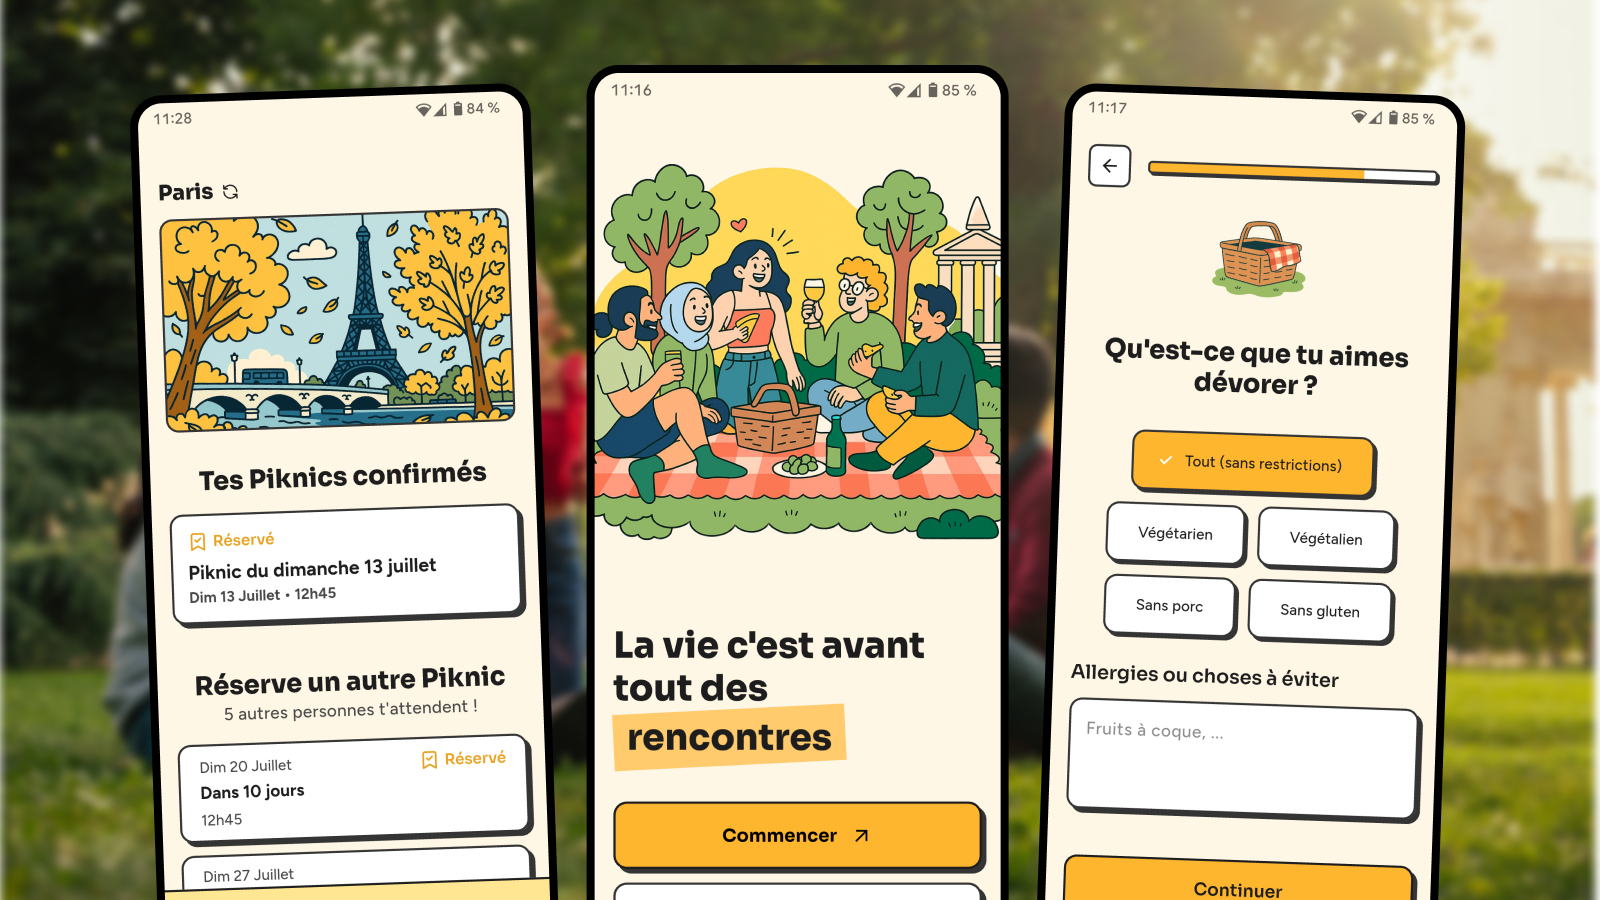 11:28
84 %
Paris
Tes Piknics confirmés
Réservé
Piknic du dimanche 13 juillet
Dim 13 Juillet • 12h45
Réserve un autre Piknic
5 autres personnes t'attendent !
Dim 20 Juillet
Réservé
Dans 10 jours
12h45
Dim 27 Juillet
11:16
85 %
La vie c'est avant
tout des
rencontres
Commencer
11:17
85 %
Qu'est-ce que tu aimes
dévorer ?
Tout (sans restrictions)
Végétarien
Végétalien
Sans porc
Sans gluten
Allergies ou choses à éviter
Fruits à coque, ...
Continuer